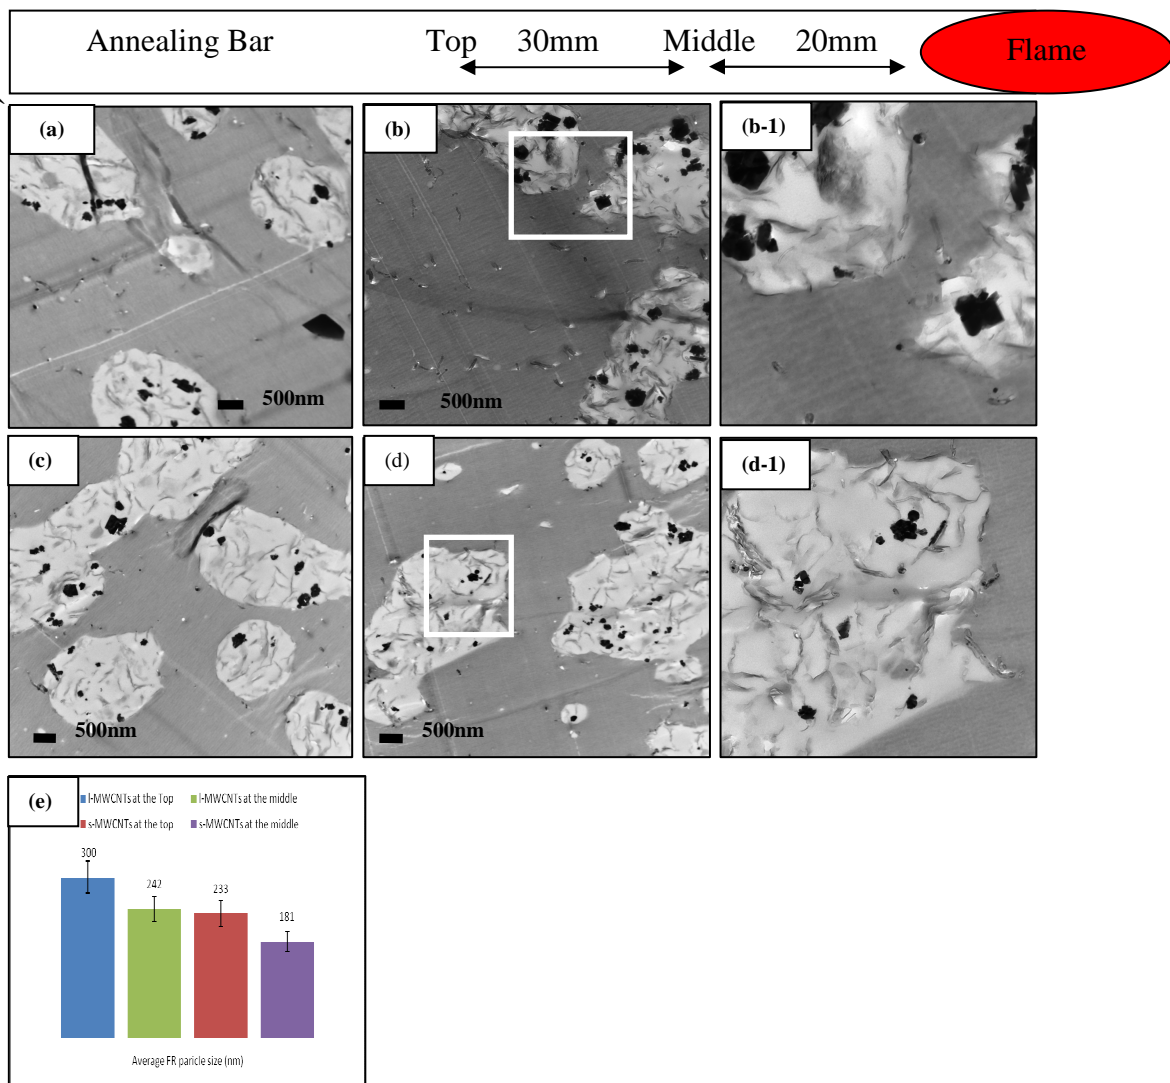 Annealing Bar Top 30mm Middle 20mm Flame
(a) (b) (b-1)
500nm 500nm
(c) (d) (d-1)
500nm 500nm
(e)
l-MWCNTs at the Top l-MWCNTs at the middle
s-MWCNTs at the top s-MWCNTs at the middle
300
242
233
181
Average FR paricle size (nm)